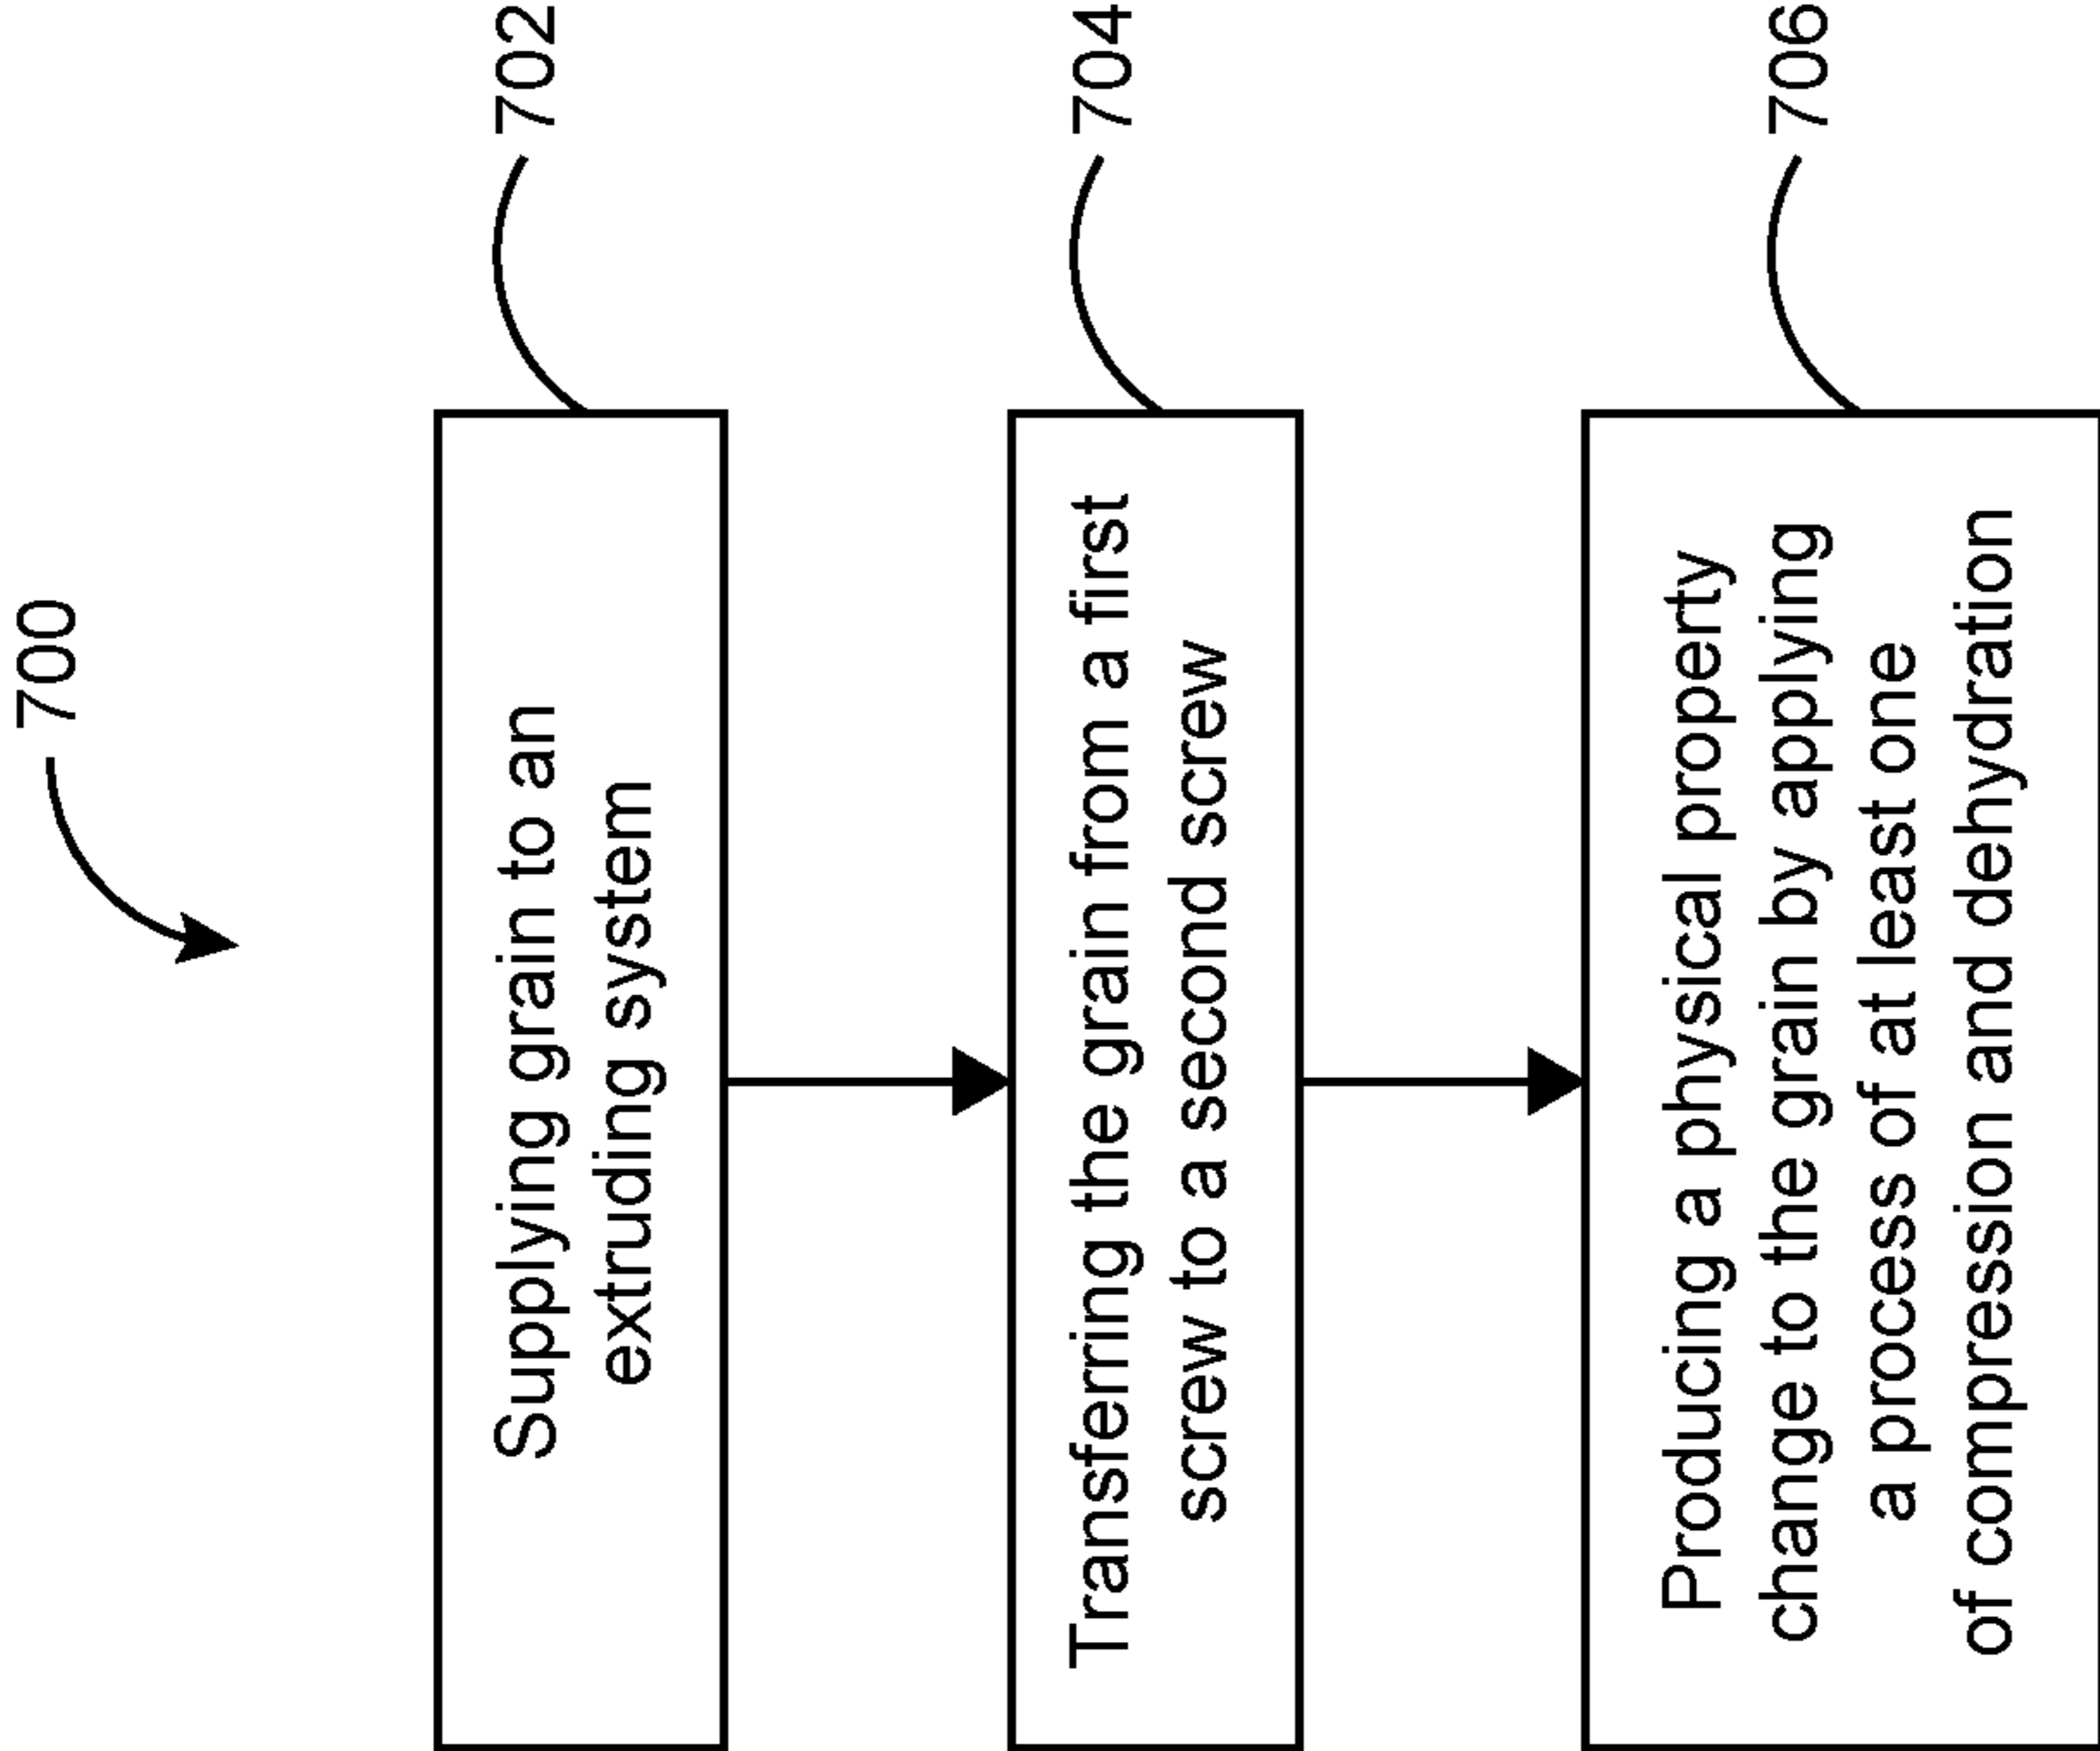 700
Supplying grain to an
extruding system
702
Transferring the grain from a first
screw to a second screw
704
Producing a physical property
change to the grain by applying
a process of at least one
of compression and dehydration
706